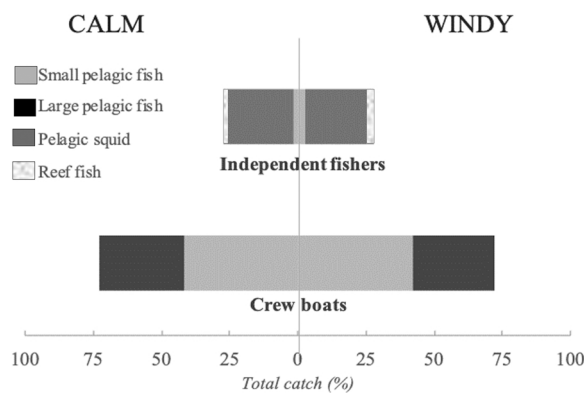 CALM
WINDY
Small pelagic fish
Large pelagic fish
Pelagic squid
Reef fish
Independent fishers
Crew boats
100 75 50 25 0 25 50 75 100
Total catch (%)